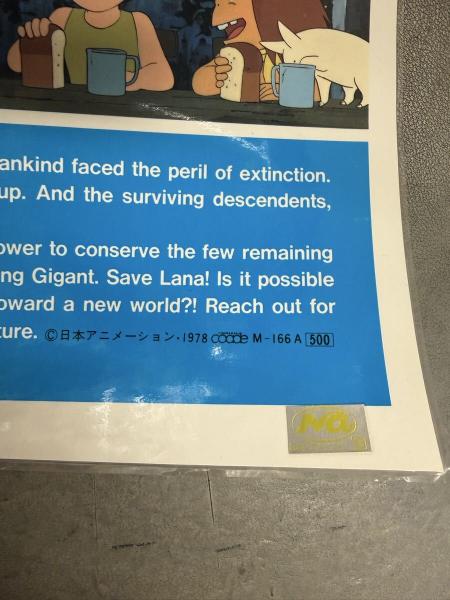 ankind faced the peril of extinction.
up. And the surviving descendents,
ower to conserve the few remaining
ng Gigant. Save Lana! Is it possible
oward a new world?! Reach out for
ture. ©日本アニメーション・1978 M-166A 500